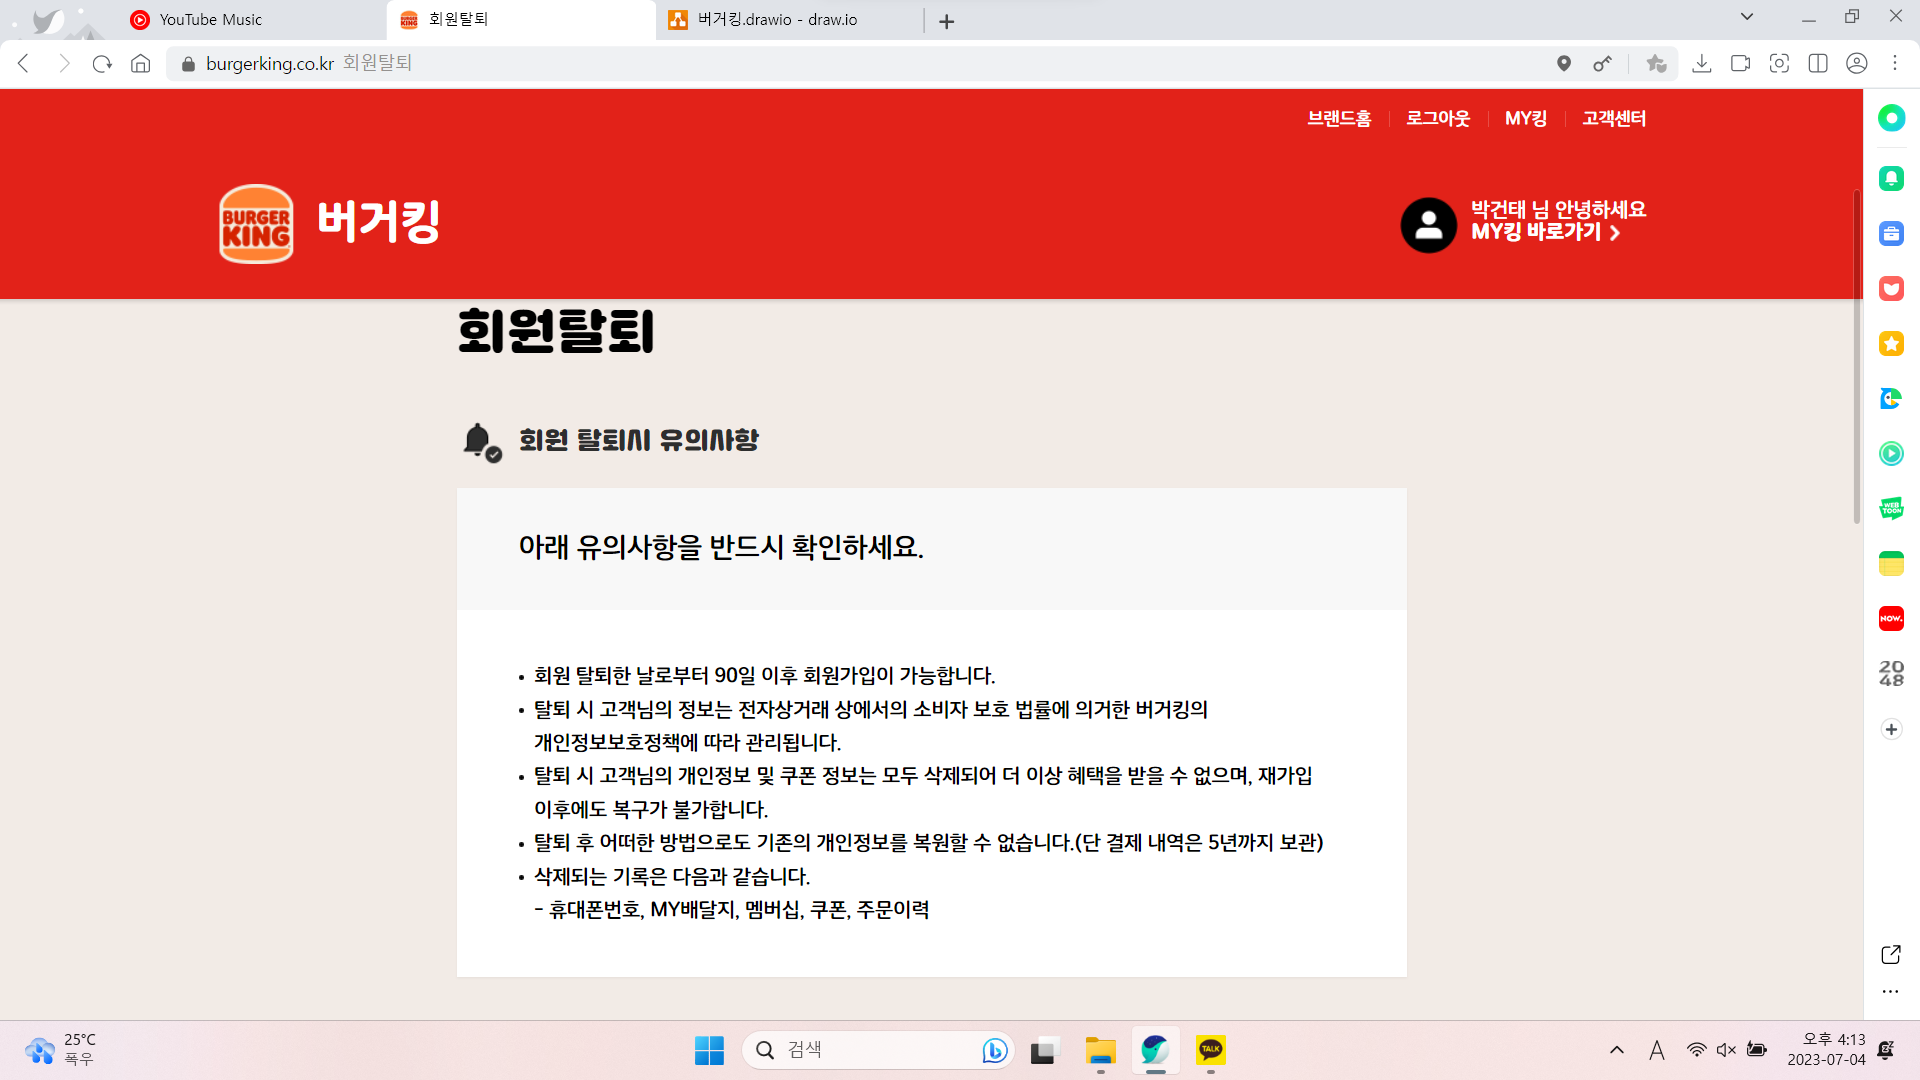 YouTube Music
회원탈퇴
버거킹.drawio - draw.io
burgerking.co.kr 회원탈퇴
브랜드홈
로그아웃
MY킹
고객센터
BURGER KING
버거킹
박건태 님 안녕하세요
MY킹 바로가기
회원탈퇴
회원 탈퇴시 유의사항
아래 유의사항을 반드시 확인하세요.
• 회원 탈퇴한 날로부터 90일 이후 회원가입이 가능합니다.
• 탈퇴 시 고객님의 정보는 전자상거래 상에서의 소비자 보호 법률에 의거한 버거킹의
개인정보보호정책에 따라 관리됩니다.
• 탈퇴 시 고객님의 개인정보 및 쿠폰 정보는 모두 삭제되어 더 이상 혜택을 받을 수 없으며, 재가입
이후에도 복구가 불가합니다.
• 탈퇴 후 어떠한 방법으로도 기존의 개인정보를 복원할 수 없습니다.(단 결제 내역은 5년까지 보관)
• 삭제되는 기록은 다음과 같습니다.
- 휴대폰번호, MY배달지, 멤버십, 쿠폰, 주문이력
WEB TOON
NOW.
20
48
25°C
폭우
검색
TALK
A
오후 4:13
2023-07-04